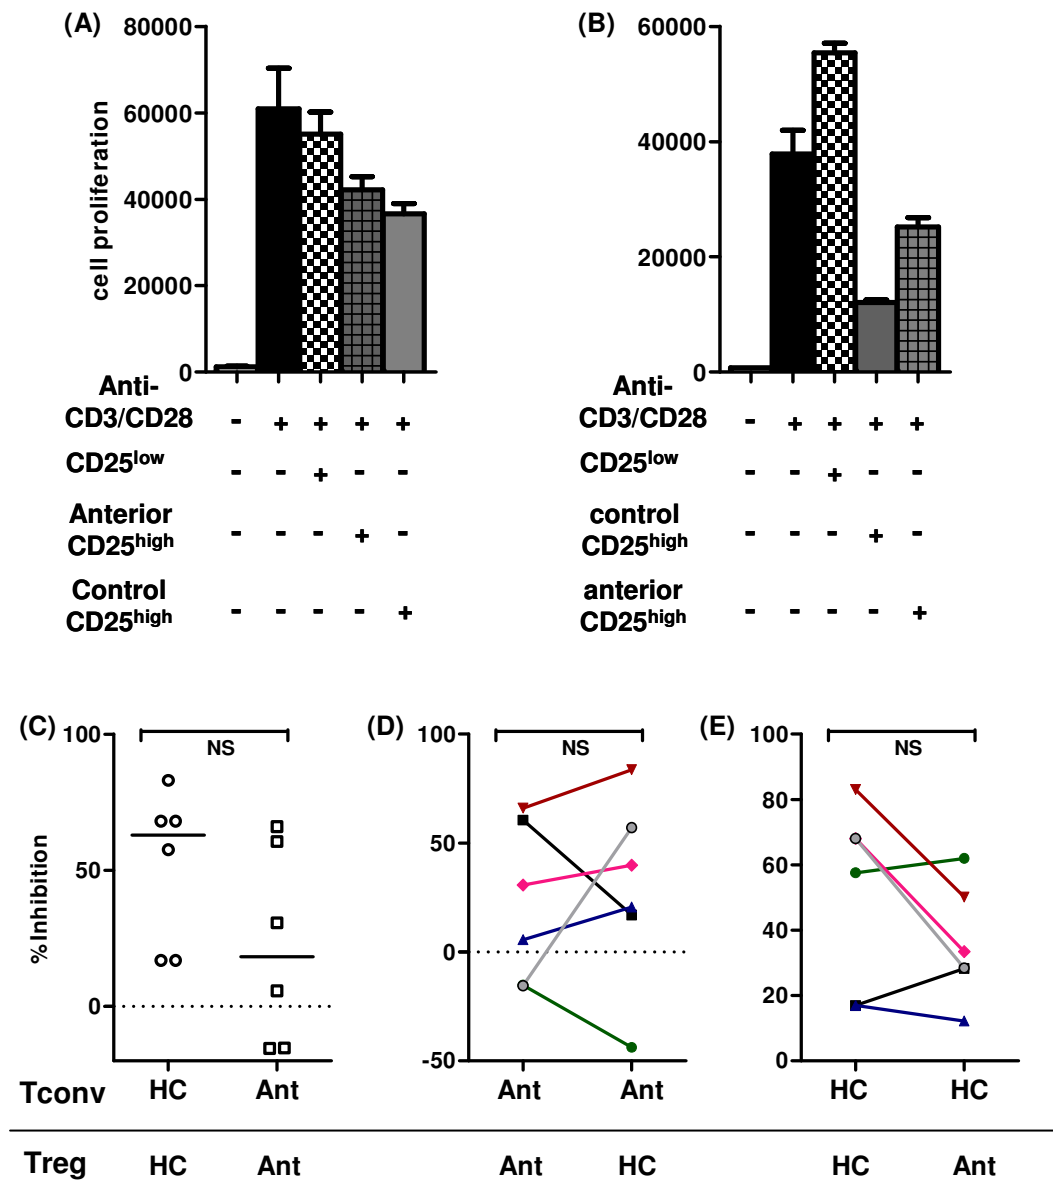 (A)
80000
60000
40000
20000
0
cell proliferation
Anti-
CD3/CD28 - + + + +
CD25low - - + - -
Anterior
CD25high - - - + -
Control
CD25high - - - - +
(B)
60000
40000
20000
0
Anti-
CD3/CD28 - + + + +
CD25low - - + - -
control
CD25high - - - + -
anterior
CD25high - - - - +
(C)
100
50
0
%Inhibition
NS
(D)
100
50
0
-50
NS
(E)
100
80
60
40
20
0
NS
Tconv HC Ant Ant Ant HC HC
Treg HC Ant Ant HC HC Ant